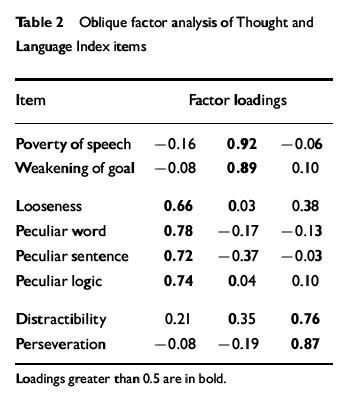 Table 2 Oblique factor analysis of Thought and
Language Index items
Item Factor loadings
Poverty of speech −0.16 0.92 −0.06
Weakening of goal −0.08 0.89 0.10
Looseness 0.66 0.03 0.38
Peculiar word 0.78 −0.17 −0.13
Peculiar sentence 0.72 −0.37 −0.03
Peculiar logic 0.74 0.04 0.10
Distractibility 0.21 0.35 0.76
Perseveration −0.08 −0.19 0.87
Loadings greater than 0.5 are in bold.